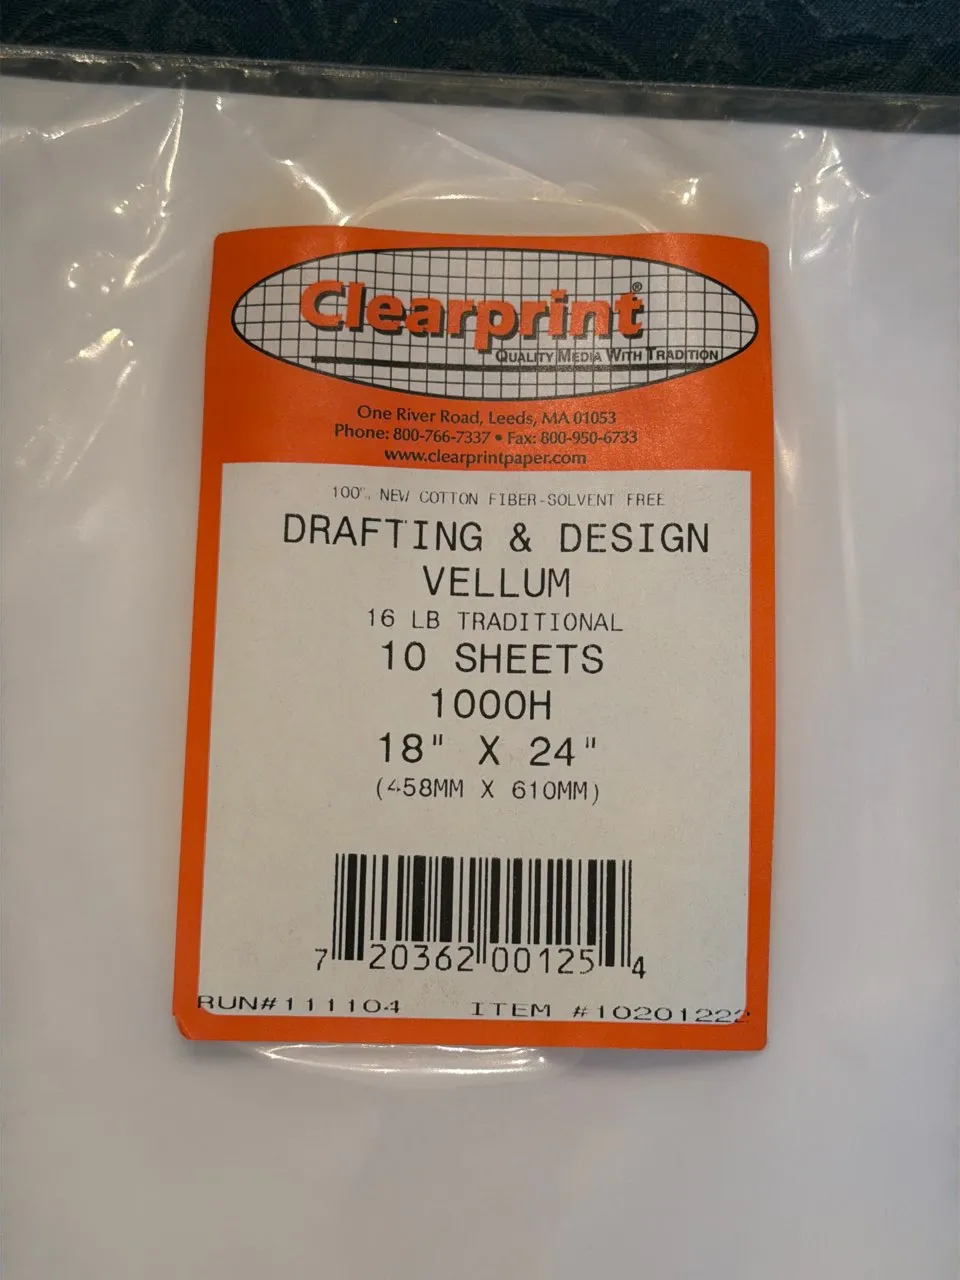 Clearprint®
QUALITY MEDIA WITH TRADITION
One River Road, Leeds, MA 01053
Phone: 800-766-7337 • Fax: 800-950-6733
www.clearprintpaper.com
100% NEW COTTON FIBER-SOLVENT FREE
DRAFTING & DESIGN
VELLUM
16 LB TRADITIONAL
10 SHEETS
1000H
18" X 24"
(458MM X 610MM)
7 20362 00125 4
RUN#111104 ITEM #10201222